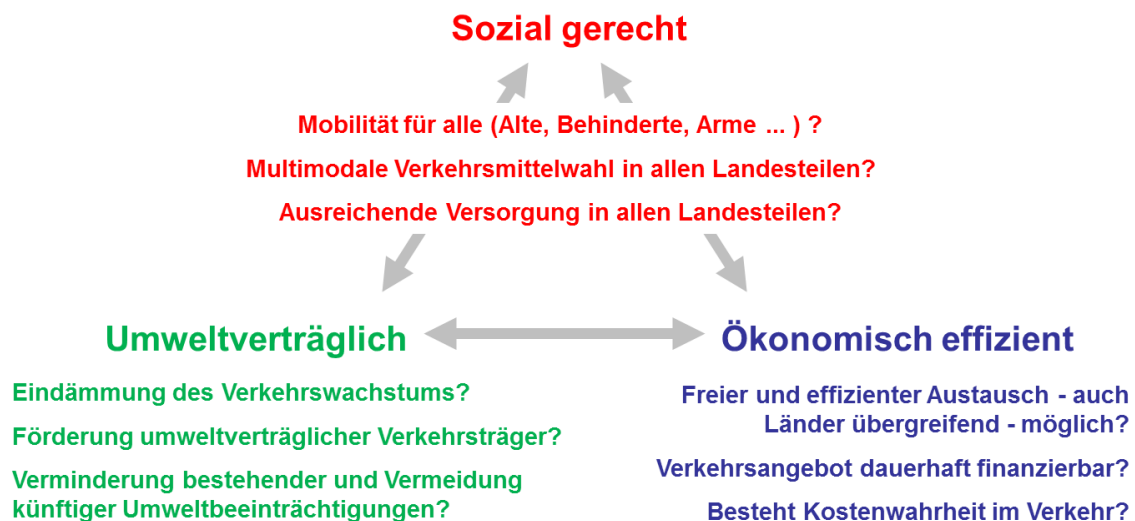 Sozial gerecht
Mobilität für alle (Alte, Behinderte, Arme ... ) ?
Multimodale Verkehrsmittelwahl in allen Landesteilen?
Ausreichende Versorgung in allen Landesteilen?
Umweltverträglich
Eindämmung des Verkehrswachstums?
Förderung umweltverträglicher Verkehrsträger?
Verminderung bestehender und Vermeidung
künftiger Umweltbeeinträchtigungen?
Ökonomisch effizient
Freier und effizienter Austausch - auch
Länder übergreifend - möglich?
Verkehrsangebot dauerhaft finanzierbar?
Besteht Kostenwahrheit im Verkehr?